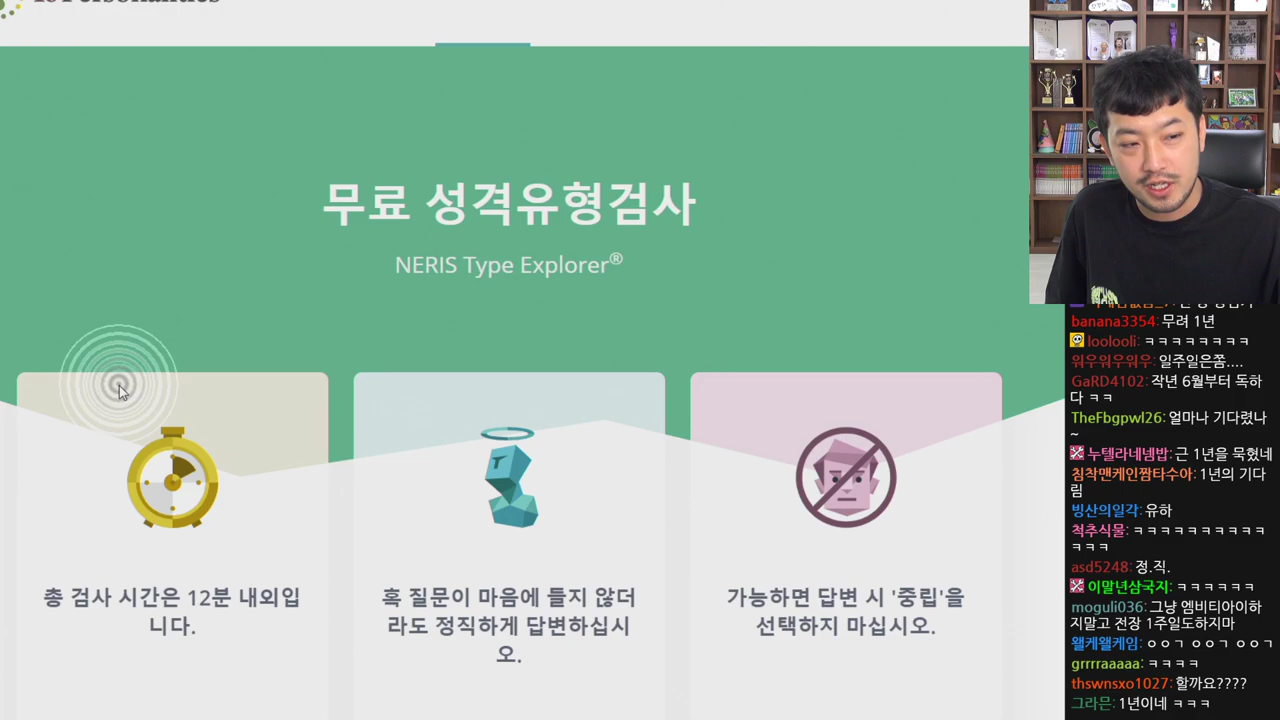 16Personalities
무료 성격유형검사
NERIS Type Explorer®
총 검사 시간은 12분 내외입
니다.
혹 질문이 마음에 들지 않더
라도 정직하게 답변하십시
오.
가능하면 답변 시 '중립'을
선택하지 마십시오.
banana3354: 무려 1년
loolooli: ㅋㅋㅋㅋㅋㅋㅋㅋ
워우워우워우: 일주일은쫌....
GaRD4102: 작년 6월부터 독하
다 ㅋㅋ
TheFbgpwl26: 얼마나 기다렸나
~
누텔라네넴밥: 근 1년을 묵혔네
침착맨케인짬타수아: 1년의 기다
림
빙산의일각: 유하
척추식물: ㅋㅋㅋㅋㅋㅋㅋㅋㅋㅋ
ㅋㅋㅋ
asd5248: 정.직.
이말년삼국지: ㅋㅋㅋㅋㅋㅋ
moguli036: 그냥 엠비티아이하
지말고 전장 1주일도하지마
왤케왤케임: ㅇㅇㄱ ㅇㅇㄱ ㅇㅇㄱ
grrrraaaaa: ㅋㅋㅋㅋ
thswnsxo1027: 할까요????
그라믄: 1년이네 ㅋㅋㅋ